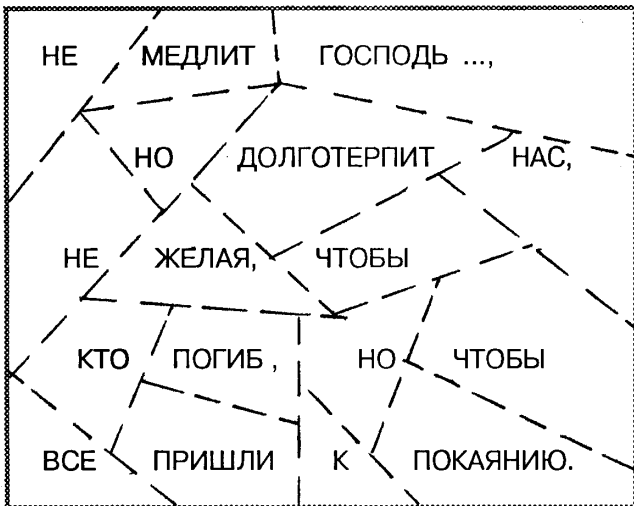 НЕ МЕДЛИТ ГОСПОДЬ ...,
НО ДОЛГОТЕРПИТ НАС,
НЕ ЖЕЛАЯ, ЧТОБЫ
КТО ПОГИБ, НО ЧТОБЫ
ВСЕ ПРИШЛИ К ПОКАЯНИЮ.